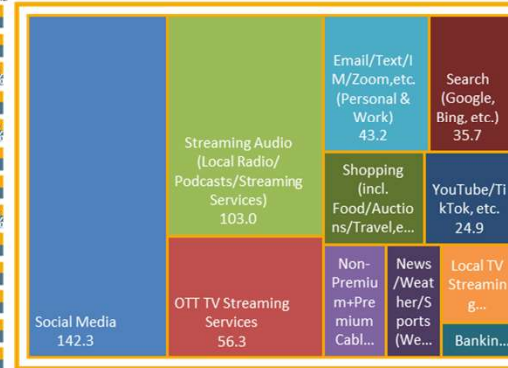 Social Media
142.3
Streaming Audio
(Local Radio/
Podcasts/Streaming
Services)
103.0
OTT TV Streaming
Services
56.3
Email/Text/I
M/Zoom,etc.
(Personal &
Work)
43.2
Search
(Google,
Bing, etc.)
35.7
Shopping
(incl.
Food/Auctio
ns/Travel,e...
YouTube/Ti
kTok, etc.
24.9
Non-
Premiu
m+Pre
mium
Cabl...
News
/Weat
her/S
ports
(We...
Local TV
Streamin
g...
Bankin...